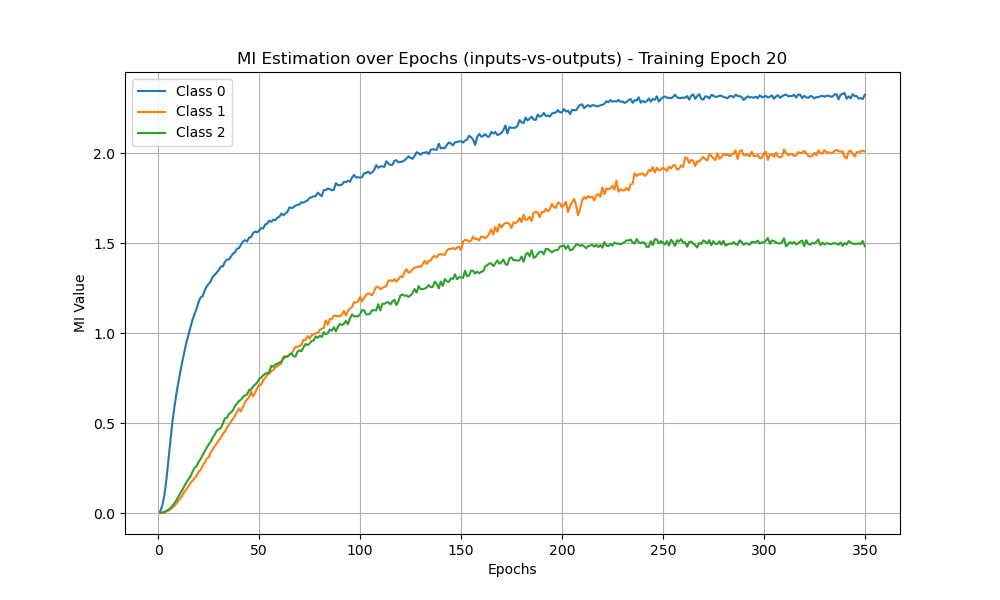 MI Estimation over Epochs (inputs-vs-outputs) - Training Epoch 20
Class 0
Class 1
Class 2
MI Value
2.0
1.5
1.0
0.5
0.0
0 50 100 150 200 250 300 350
Epochs